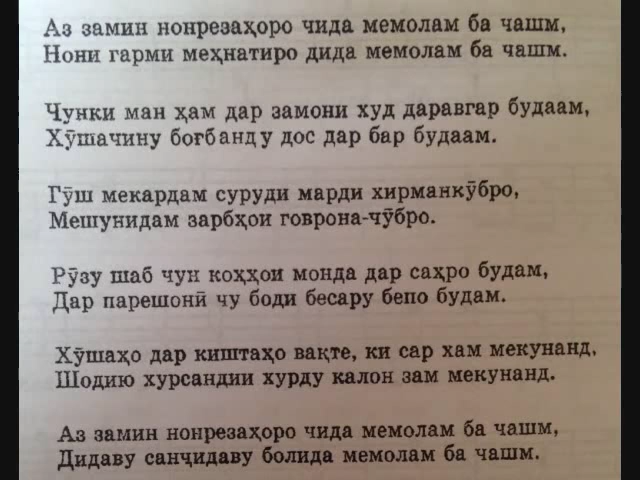 Аз замин нонрезаҳоро чида мемолам ба чашм,
Нони гарми меҳнатиро дида мемолам ба чашм.
Чунки ман ҳам дар замони худ даравгар будаам,
Хӯшачину боғбанду дос дар бар будаам.
Гӯш мекардам суруди марди хирманкӯбро,
Мешунидам зарбҳои говрона-чӯбро.
Рӯзу шаб чун коҳҳои монда дар саҳро будам,
Дар парешонӣ чу боди бесару бепо будам.
Хӯшаҳо дар киштаҳо вақте, ки сар хам мекунанд,
Шодию хурсандии хурду калон зам мекунанд.
Аз замин нонрезаҳоро чида мемолам ба чашм,
Дидаву санҷидаву болида мемолам ба чашм.